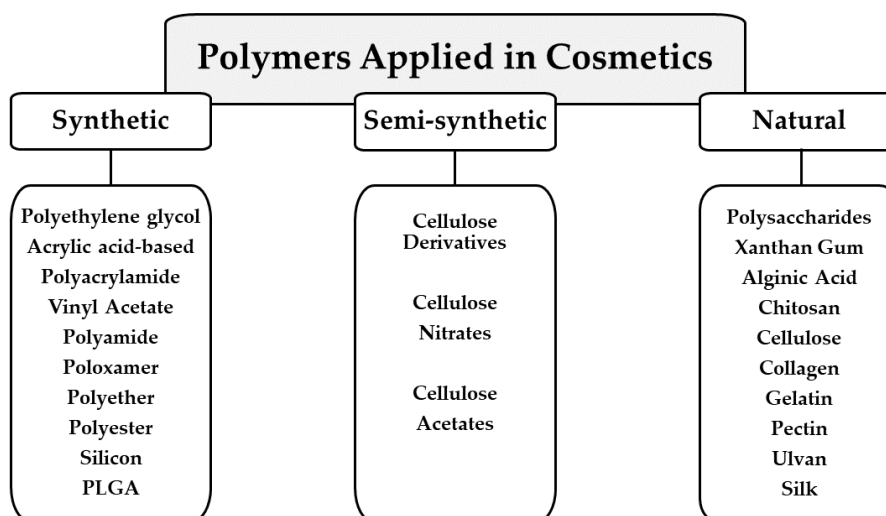 Polymers Applied in Cosmetics
Synthetic
Polyethylene glycol
Acrylic acid-based
Polyacrylamide
Vinyl Acetate
Polyamide
Poloxamer
Polyether
Polyester
Silicon
PLGA
Semi-synthetic
Cellulose
Derivatives
Cellulose
Nitrates
Cellulose
Acetates
Natural
Polysaccharides
Xanthan Gum
Alginic Acid
Chitosan
Cellulose
Collagen
Gelatin
Pectin
Ulvan
Silk